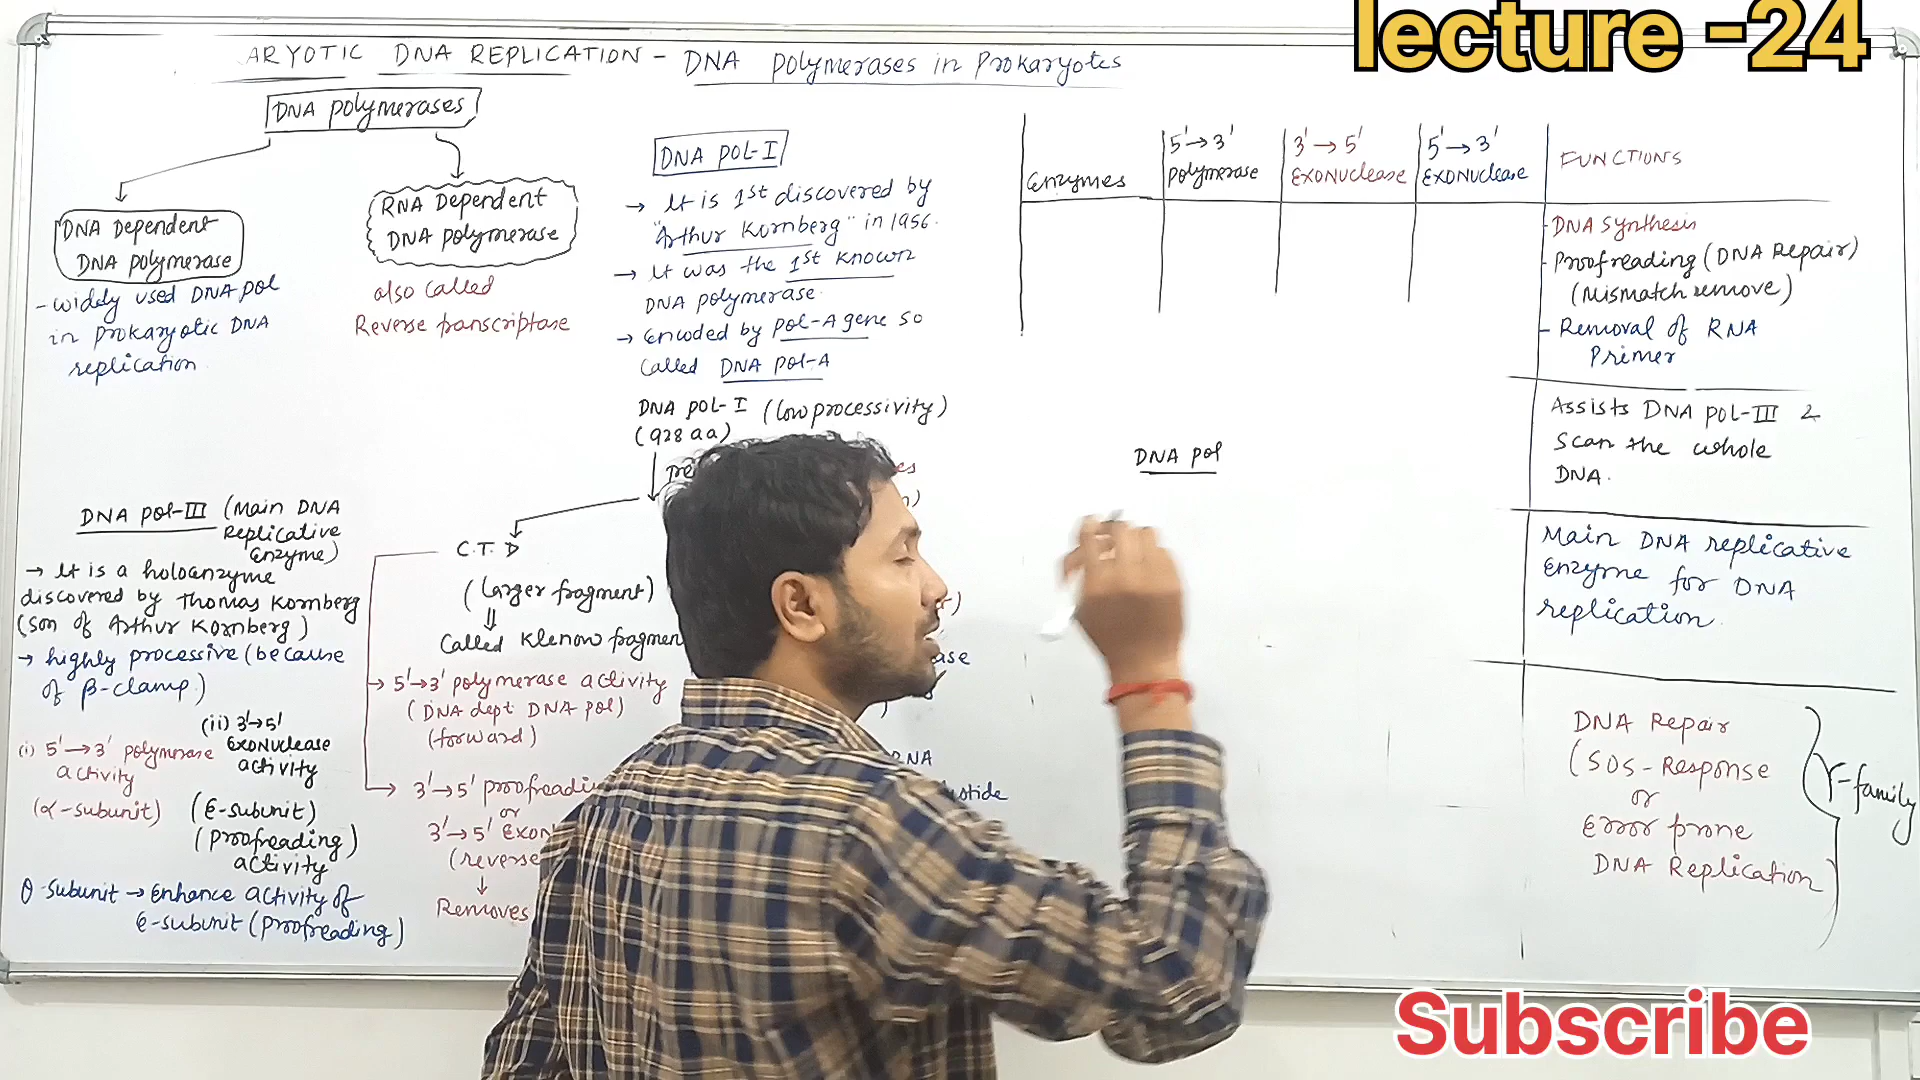 lecture -24
ARYOTIC DNA REPLICATION - DNA polymerases in Prokaryotes
DNA polymerases
DNA Dependent
DNA polymerase
- widely used DNA pol
in prokaryotic DNA
replication
RNA Dependent
DNA polymerase
also called
Reverse transcriptase
DNA pol-I
→ It is 1st discovered by
"Arthur Kornberg" in 1956.
→ It was the 1st known
DNA polymerase.
→ Encoded by pol-A gene so
called DNA pol-A
DNA pol-I (low processivity)
(928 aa)
C.T.D
(larger fragment)
⇓
Called Klenow fragmen
→ 5'→3' polymerase activity
(DNA dept DNA pol)
(forward)
→ 3'→5' proofreadi
or
3'→5' EXON
(reverse
↓
Removes
DNA pol-III (Main DNA
Replicative
Enzyme)
→ It is a holoenzyme
discovered by Thomas Kornberg
(son of Arthur Kornberg)
→ highly processive (because
of β-clamp)
(i) 5'→3' polymerase
activity
(α-subunit)
(ii) 3'→5'
Exonuclease
activity
(ε-subunit)
(Proofreading)
activity
θ-subunit → Enhance activity of
ε-subunit (Proofreading)
ase
RNA
otide
Enzymes
5'→3'
polymerase
3'→5'
Exonuclease
5'→3'
Exonuclease
FUNCTIONS
- DNA synthesis
- Proofreading (DNA Repair)
(Mismatch remove)
- Removal of RNA
Primer
DNA pol
Assists DNA pol-III &
scan the whole
DNA.
Main DNA replicative
enzyme for DNA
replication.
DNA Repair
(SOS-Response
or
Error prone
DNA Replication
Y-family
Subscribe